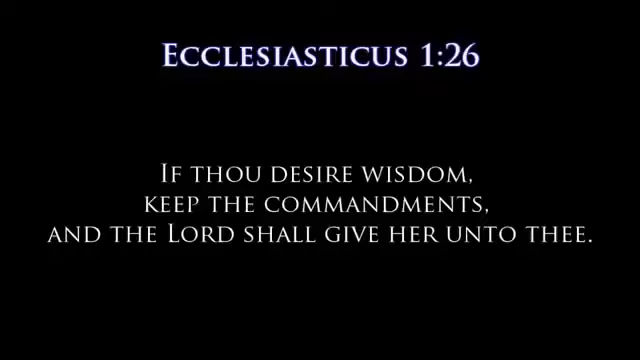 Ecclesiasticus 1:26
If thou desire wisdom,
keep the commandments,
and the Lord shall give her unto thee.